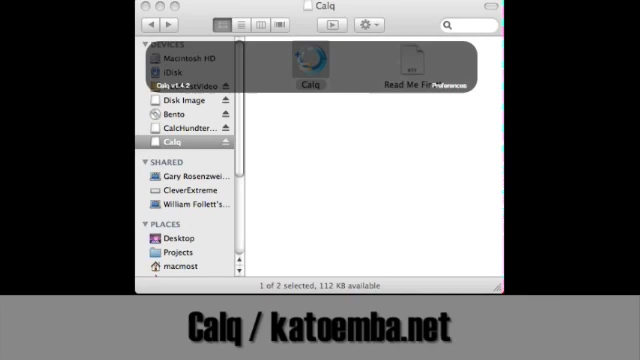 Calq
DEVICES
Macintosh HD
iDisk
Disk Image
Bento
CalcHundter...
Calq
SHARED
Gary Rosenzwei...
CleverExtreme
William Follett's...
PLACES
Desktop
Projects
macmost
Calq
Read Me
Calq v1.4.2
Preferences
1 of 2 selected, 112 KB available
Calq / katoemba.net